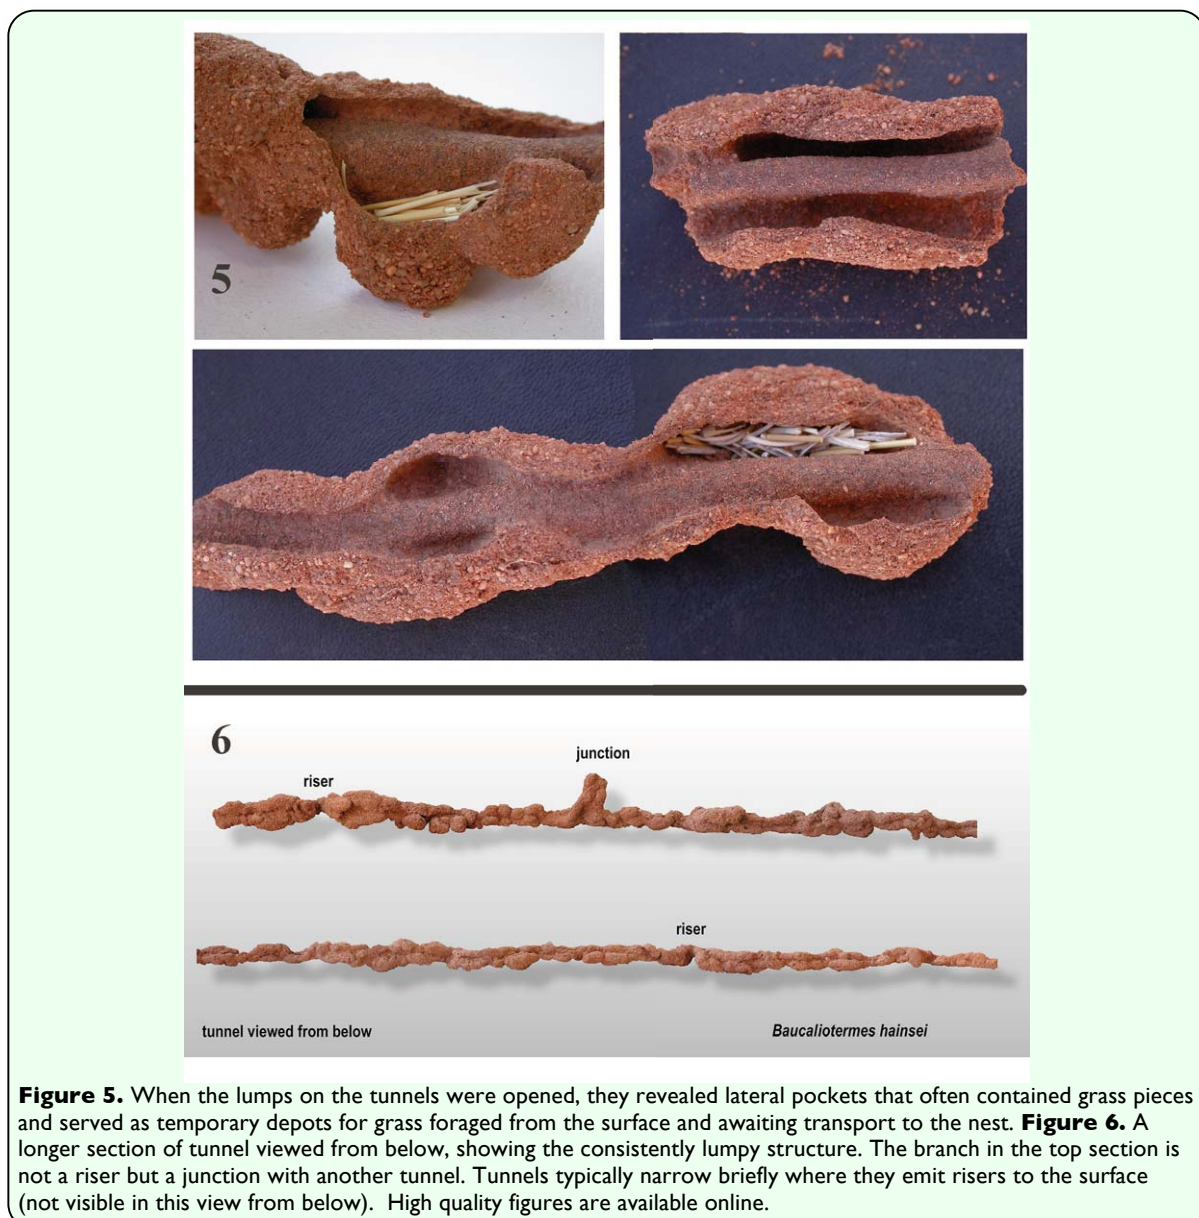 5
6
junction
riser
riser
tunnel viewed from below
Baucaliotermes hainsei
Figure 5. When the lumps on the tunnels were opened, they revealed lateral pockets that often contained grass pieces
and served as temporary depots for grass foraged from the surface and awaiting transport to the nest. Figure 6. A
longer section of tunnel viewed from below, showing the consistently lumpy structure. The branch in the top section is
not a riser but a junction with another tunnel. Tunnels typically narrow briefly where they emit risers to the surface
(not visible in this view from below). High quality figures are available online.